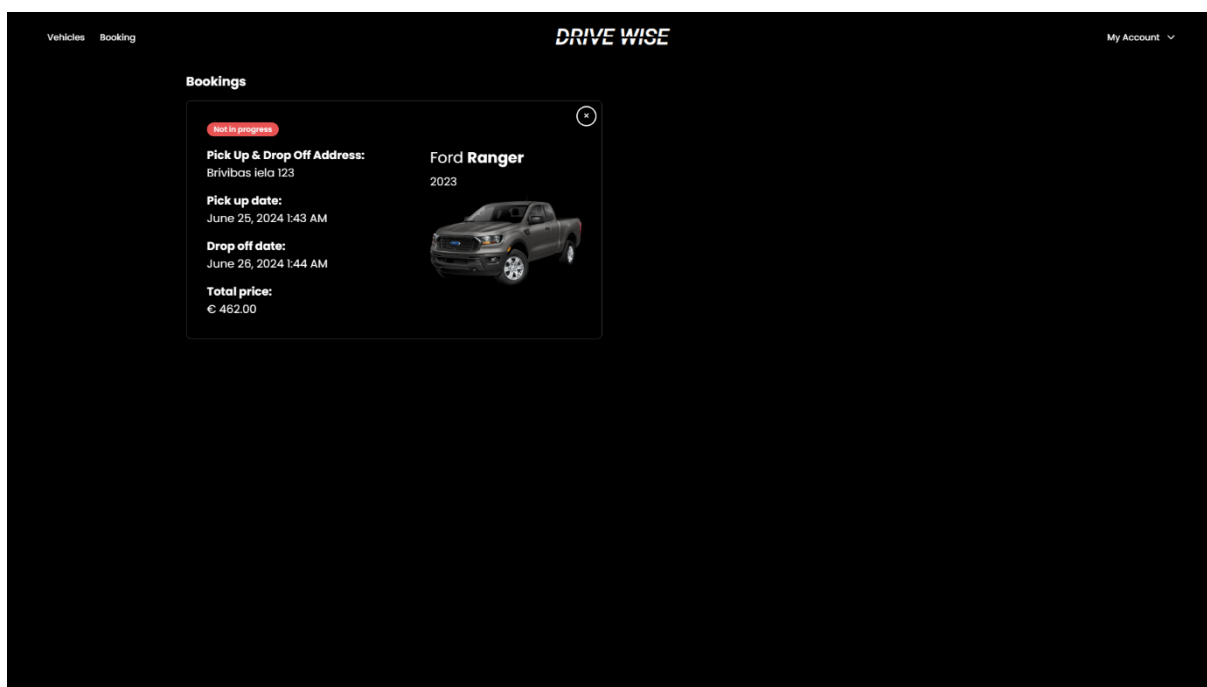 Vehicles Booking DRIVE WISE My Account
Bookings
Not in progress
Pick Up & Drop Off Address:
Brivibas iela 123
Pick up date:
June 25, 2024 1:43 AM
Drop off date:
June 26, 2024 1:44 AM
Total price:
€ 462.00
Ford Ranger
2023